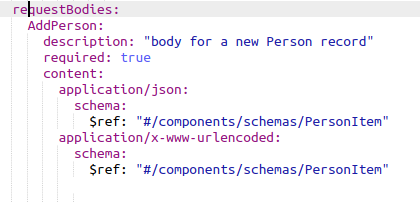 requestBodies:
  AddPerson:
    description: "body for a new Person record"
    required: true
    content:
      application/json:
        schema:
          $ref: "#/components/schemas/PersonItem"
      application/x-www-urlencoded:
        schema:
          $ref: "#/components/schemas/PersonItem"